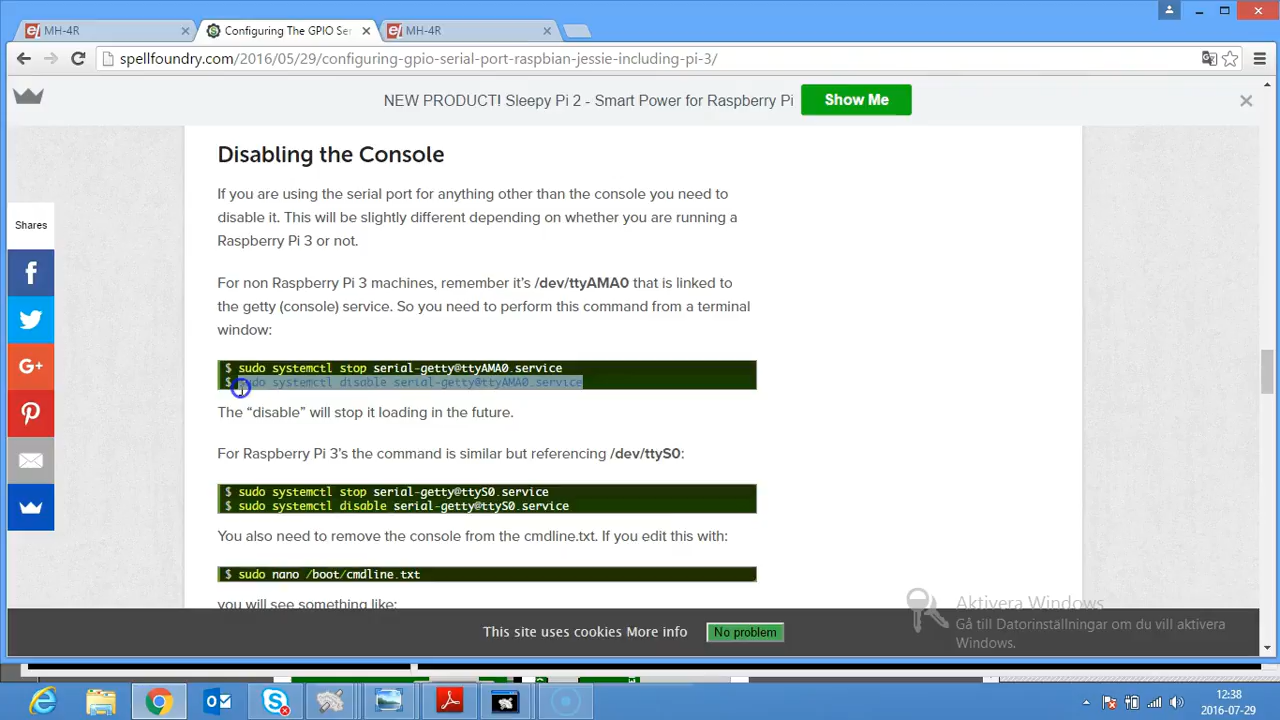 MH-4R
Configuring The GPIO Se
MH-4R
spellfoundry.com/2016/05/29/configuring-gpio-serial-port-raspbian-jessie-including-pi-3/
NEW PRODUCT! Sleepy Pi 2 - Smart Power for Raspberry Pi
Show Me
Disabling the Console
If you are using the serial port for anything other than the console you need to
disable it. This will be slightly different depending on whether you are running a
Raspberry Pi 3 or not.
Shares
For non Raspberry Pi 3 machines, remember it's /dev/ttyAMA0 that is linked to
the getty (console) service. So you need to perform this command from a terminal
window:
$ sudo systemctl stop serial-getty@ttyAMA0.service
$ sudo systemctl disable serial-getty@ttyAMA0.service
The “disable” will stop it loading in the future.
For Raspberry Pi 3's the command is similar but referencing /dev/ttyS0:
$ sudo systemctl stop serial-getty@ttyS0.service
$ sudo systemctl disable serial-getty@ttyS0.service
You also need to remove the console from the cmdline.txt. If you edit this with:
$ sudo nano /boot/cmdline.txt
you will see something like:
Aktivera Windows
Gå till Datorinställningar om du vill aktivera
Windows.
This site uses cookies More info
No problem
12:38
2016-07-29